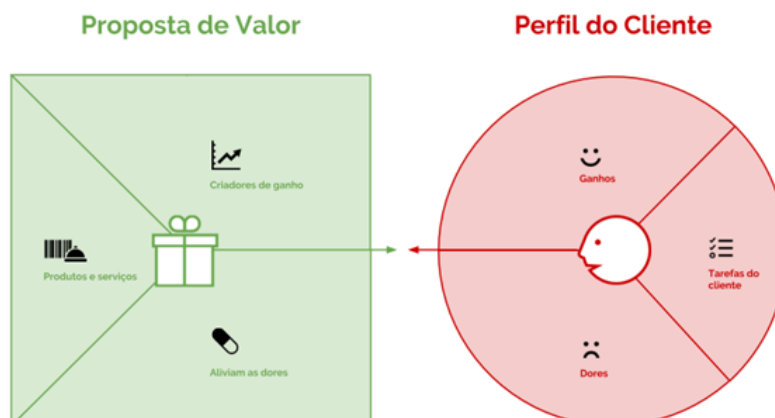 Proposta de Valor
Perfil do Cliente
Criadores de ganho
Produtos e serviços
Aliviam as dores
Ganhos
Tarefas do
cliente
Dores